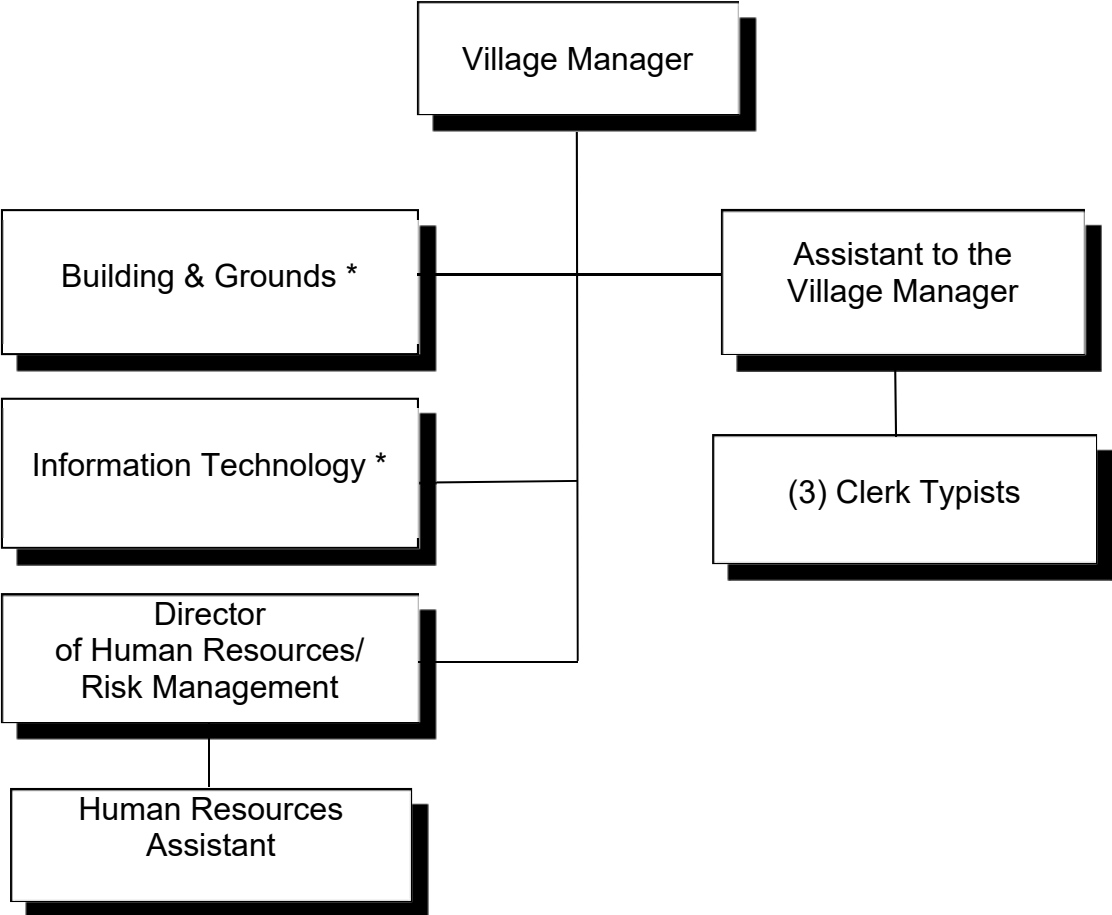 Village Manager
Building & Grounds *
Assistant to the
Village Manager
Information Technology *
(3) Clerk Typists
Director
of Human Resources/
Risk Management
Human Resources
Assistant